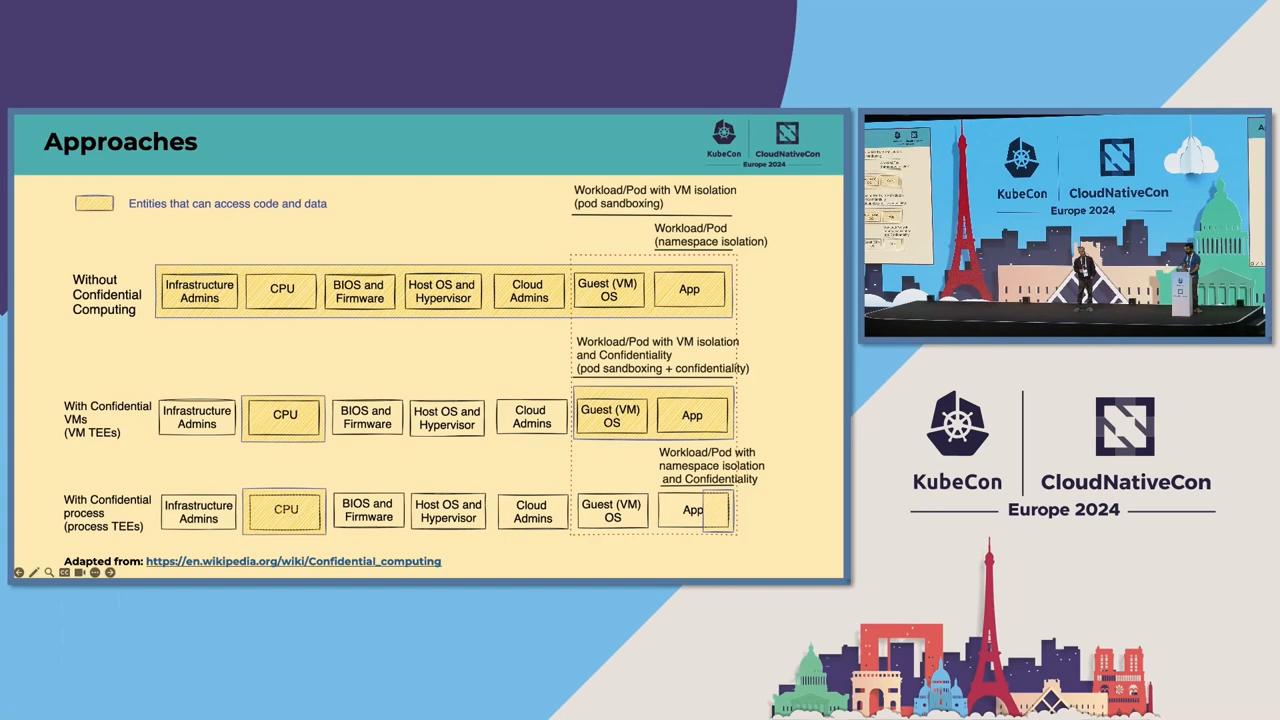 Approaches
KubeCon
CloudNativeCon
Europe 2024
Entities that can access code and data
Workload/Pod with VM isolation
(pod sandboxing)
Workload/Pod
(namespace isolation)
Without
Confidential
Computing
Infrastructure
Admins
CPU
BIOS and
Firmware
Host OS and
Hypervisor
Cloud
Admins
Guest (VM)
OS
App
Workload/Pod with VM isolation
and Confidentiality
(pod sandboxing + confidentiality)
With Confidential
VMs
(VM TEEs)
Infrastructure
Admins
CPU
BIOS and
Firmware
Host OS and
Hypervisor
Cloud
Admins
Guest (VM)
OS
App
Workload/Pod with
namespace isolation
and Confidentiality
With Confidential
process
(process TEEs)
Infrastructure
Admins
CPU
BIOS and
Firmware
Host OS and
Hypervisor
Cloud
Admins
Guest (VM)
OS
App
Adapted from: https://en.wikipedia.org/wiki/Confidential_computing
KubeCon
CloudNativeCon
Europe 2024
KubeCon
CloudNativeCon
Europe 2024